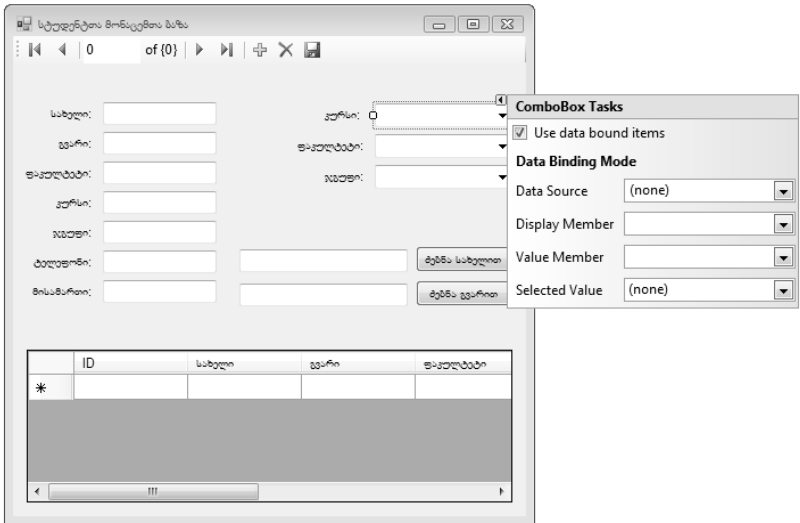 სტუდენტთა მონაცემთა ბაზა
0 of {0}
სახელი:
გვარი:
ფაკულტეტი:
კურსი:
ჯგუფი:
ტელეფონი:
მისამართი:
კურსი:
ფაკულტეტი:
ჯგუფი:
ძებნა სახელით
ძებნა გვარით
ComboBox Tasks
Use data bound items
Data Binding Mode
Data Source (none)
Display Member
Value Member
Selected Value (none)
ID სახელი გვარი ფაკულტეტი